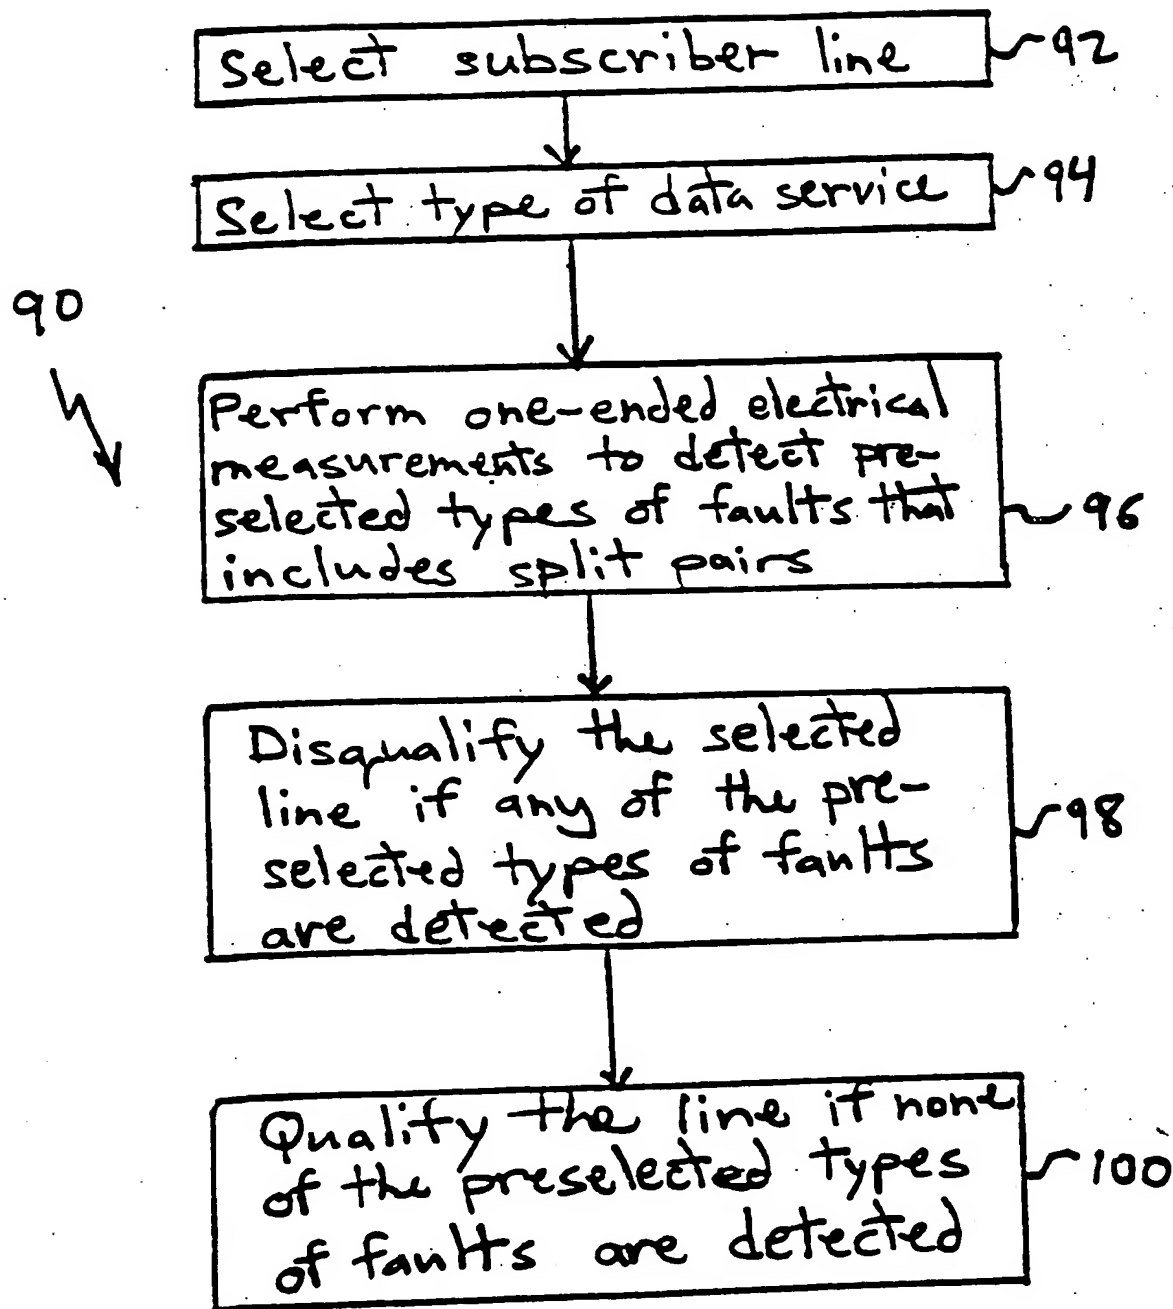 Select subscriber line
92
Select type of data service
94
90
Perform one-ended electrical
measurements to detect pre-
selected types of faults that
includes split pairs
96
Disqualify the selected
line if any of the pre-
selected types of faults
are detected
98
Qualify the line if none
of the preselected types
of faults are detected
100